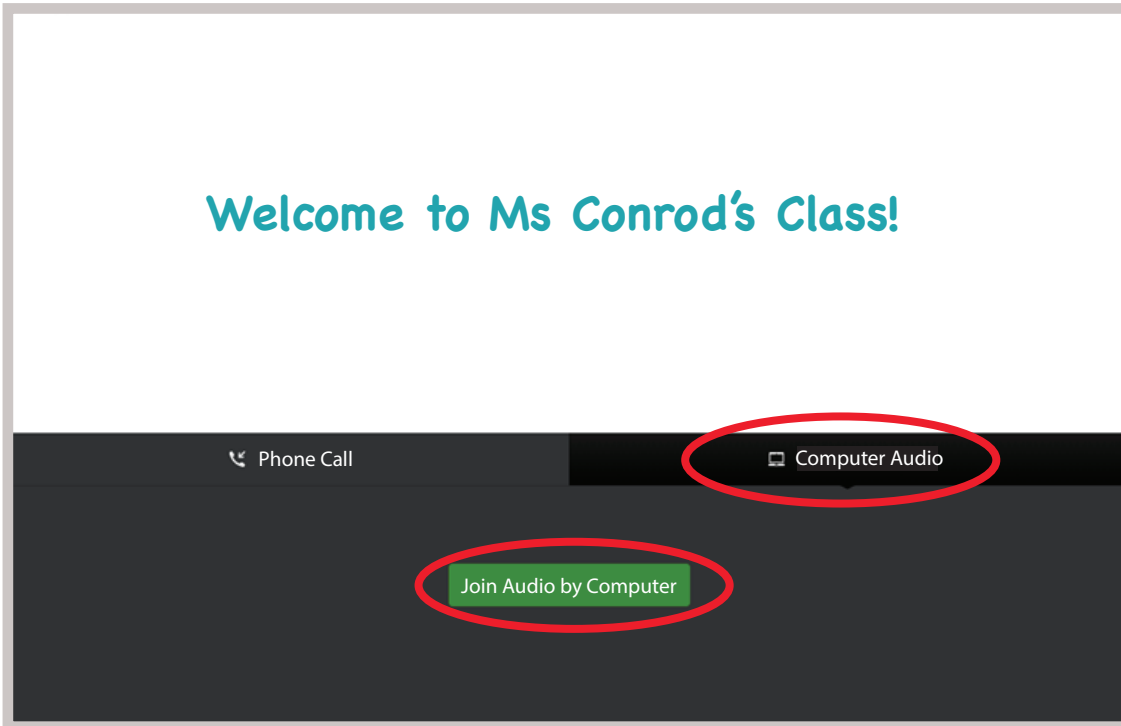 Welcome to Ms Conrod's Class!
Phone Call
Computer Audio
Join Audio by Computer